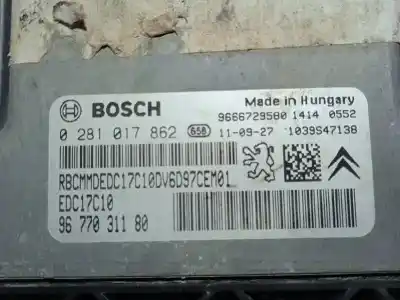 BOSCH
Made in Hungary
9666729580 1414 0552
0 281 017 862 658 11-09-27 1039S47138
RBCMMDEDC17C10DV6D97CEM01
EDC17C10
96 770 311 80